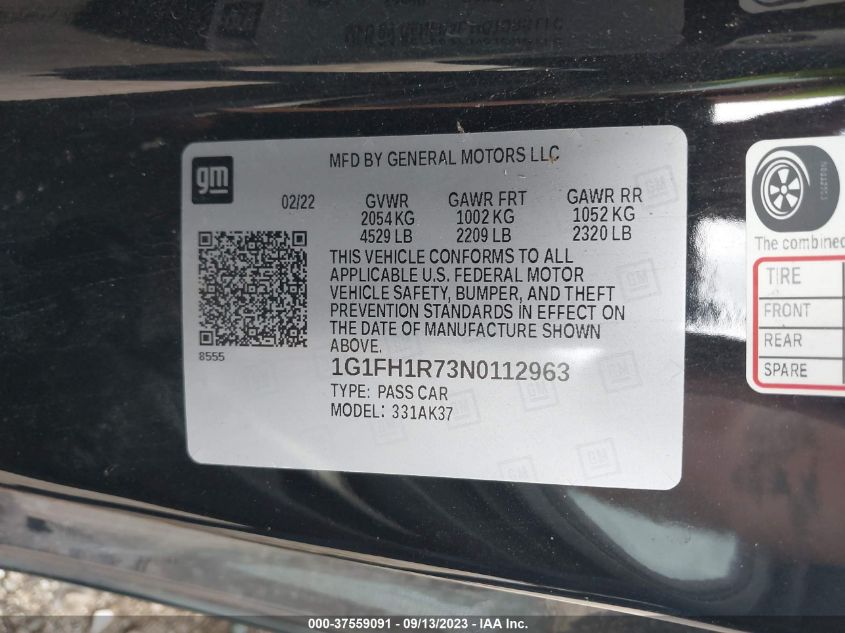 MFD BY GENERAL MOTORS LLC
gm
02/22
GVWR GAWR FRT GAWR RR
2054 KG 1002 KG 1052 KG
4529 LB 2209 LB 2320 LB
THIS VEHICLE CONFORMS TO ALL
APPLICABLE U.S. FEDERAL MOTOR
VEHICLE SAFETY, BUMPER, AND THEFT
PREVENTION STANDARDS IN EFFECT ON
THE DATE OF MANUFACTURE SHOWN
ABOVE.
8555
1G1FH1R73N0112963
TYPE: PASS CAR
MODEL: 331AK37
The combined
TIRE
FRONT
REAR
SPARE
000-37559091 - 09/13/2023 - IAA Inc.